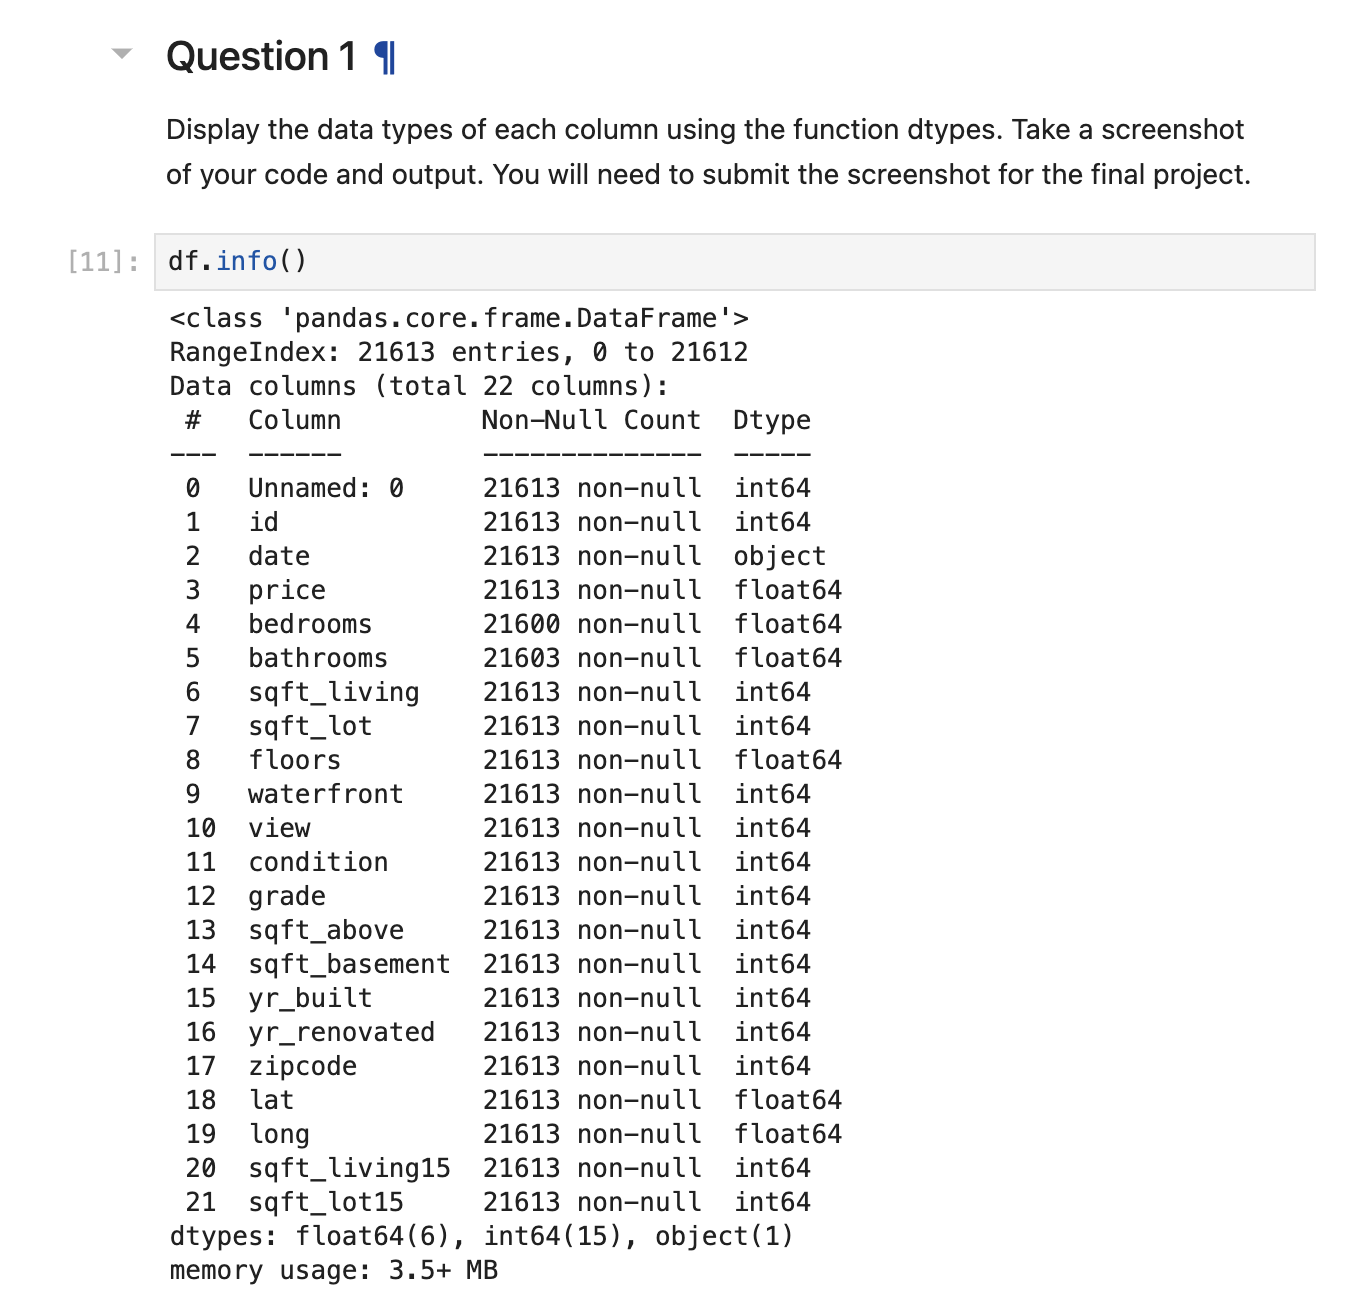 Question 1 ¶
Display the data types of each column using the function dtypes. Take a screenshot
of your code and output. You will need to submit the screenshot for the final project.
[11]: df.info()
<class 'pandas.core.frame.DataFrame'>
RangeIndex: 21613 entries, 0 to 21612
Data columns (total 22 columns):
 #   Column         Non-Null Count  Dtype
---  ------         --------------  -----
 0   Unnamed: 0     21613 non-null  int64
 1   id             21613 non-null  int64
 2   date           21613 non-null  object
 3   price          21613 non-null  float64
 4   bedrooms       21600 non-null  float64
 5   bathrooms      21603 non-null  float64
 6   sqft_living    21613 non-null  int64
 7   sqft_lot       21613 non-null  int64
 8   floors         21613 non-null  float64
 9   waterfront     21613 non-null  int64
 10  view           21613 non-null  int64
 11  condition      21613 non-null  int64
 12  grade          21613 non-null  int64
 13  sqft_above     21613 non-null  int64
 14  sqft_basement  21613 non-null  int64
 15  yr_built       21613 non-null  int64
 16  yr_renovated   21613 non-null  int64
 17  zipcode        21613 non-null  int64
 18  lat            21613 non-null  float64
 19  long           21613 non-null  float64
 20  sqft_living15  21613 non-null  int64
 21  sqft_lot15     21613 non-null  int64
dtypes: float64(6), int64(15), object(1)
memory usage: 3.5+ MB